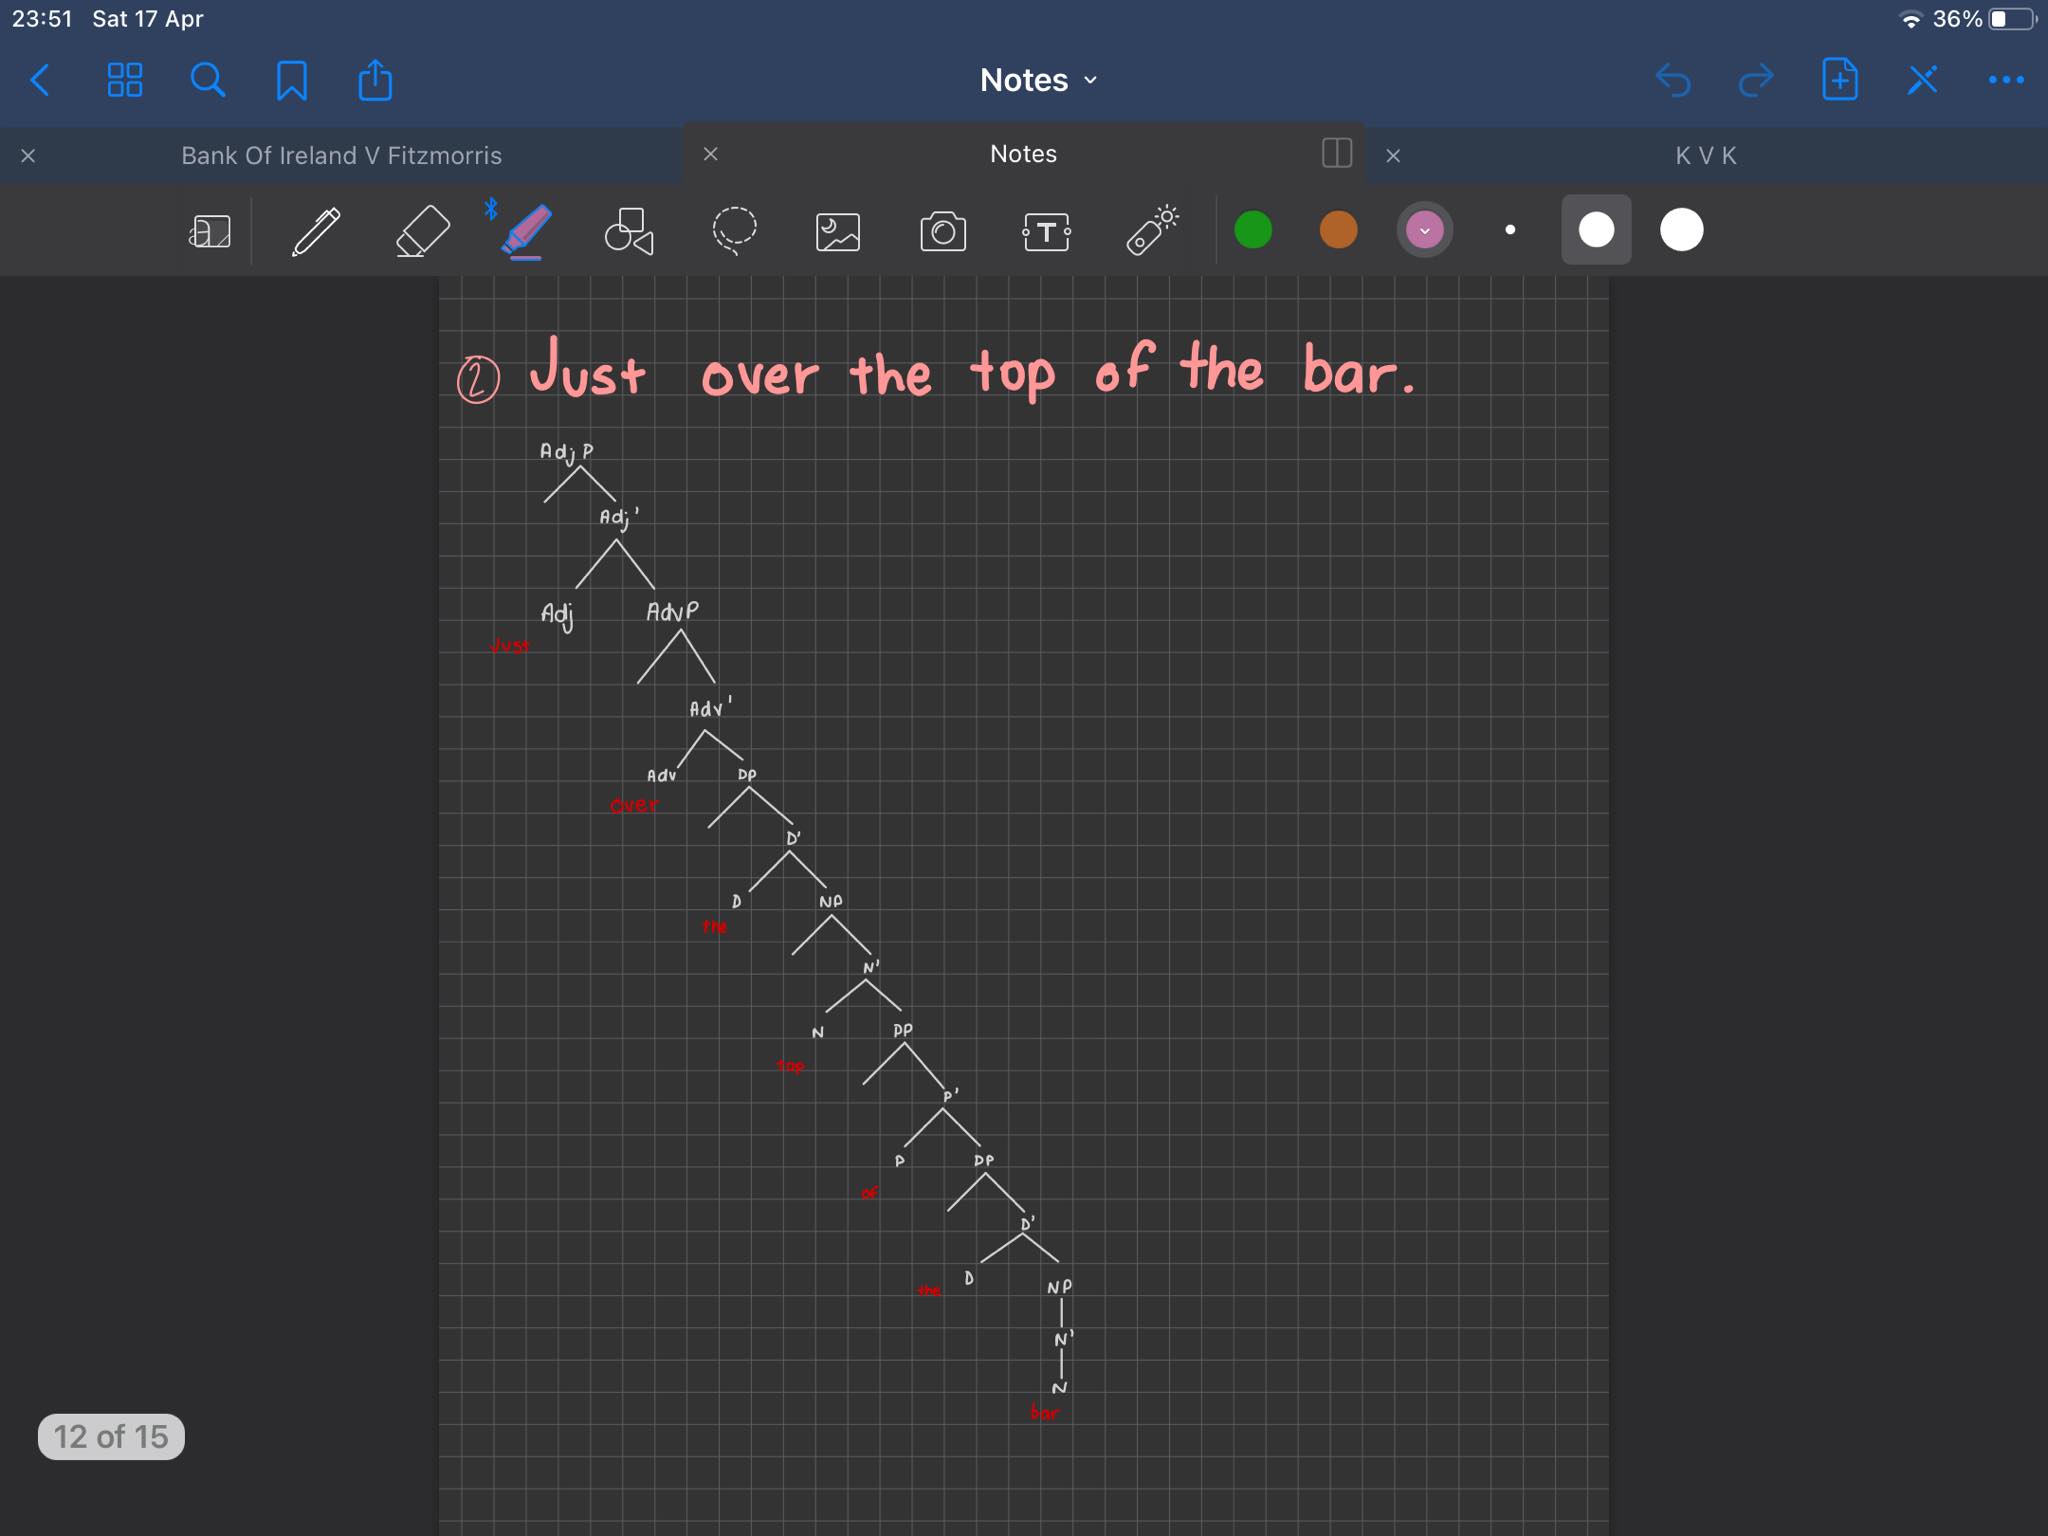 23:51 Sat 17 Apr 36%
Notes
Bank Of Ireland V Fitzmorris Notes K V K
a T
② Just over the top of the bar.
AdjP
Adj'
Adj AdvP
Just
Adv'
Adv DP
over
D'
D NP
the
N'
N DP
top
P'
P DP
of
D'
D NP
the
N'
N
bar
12 of 15